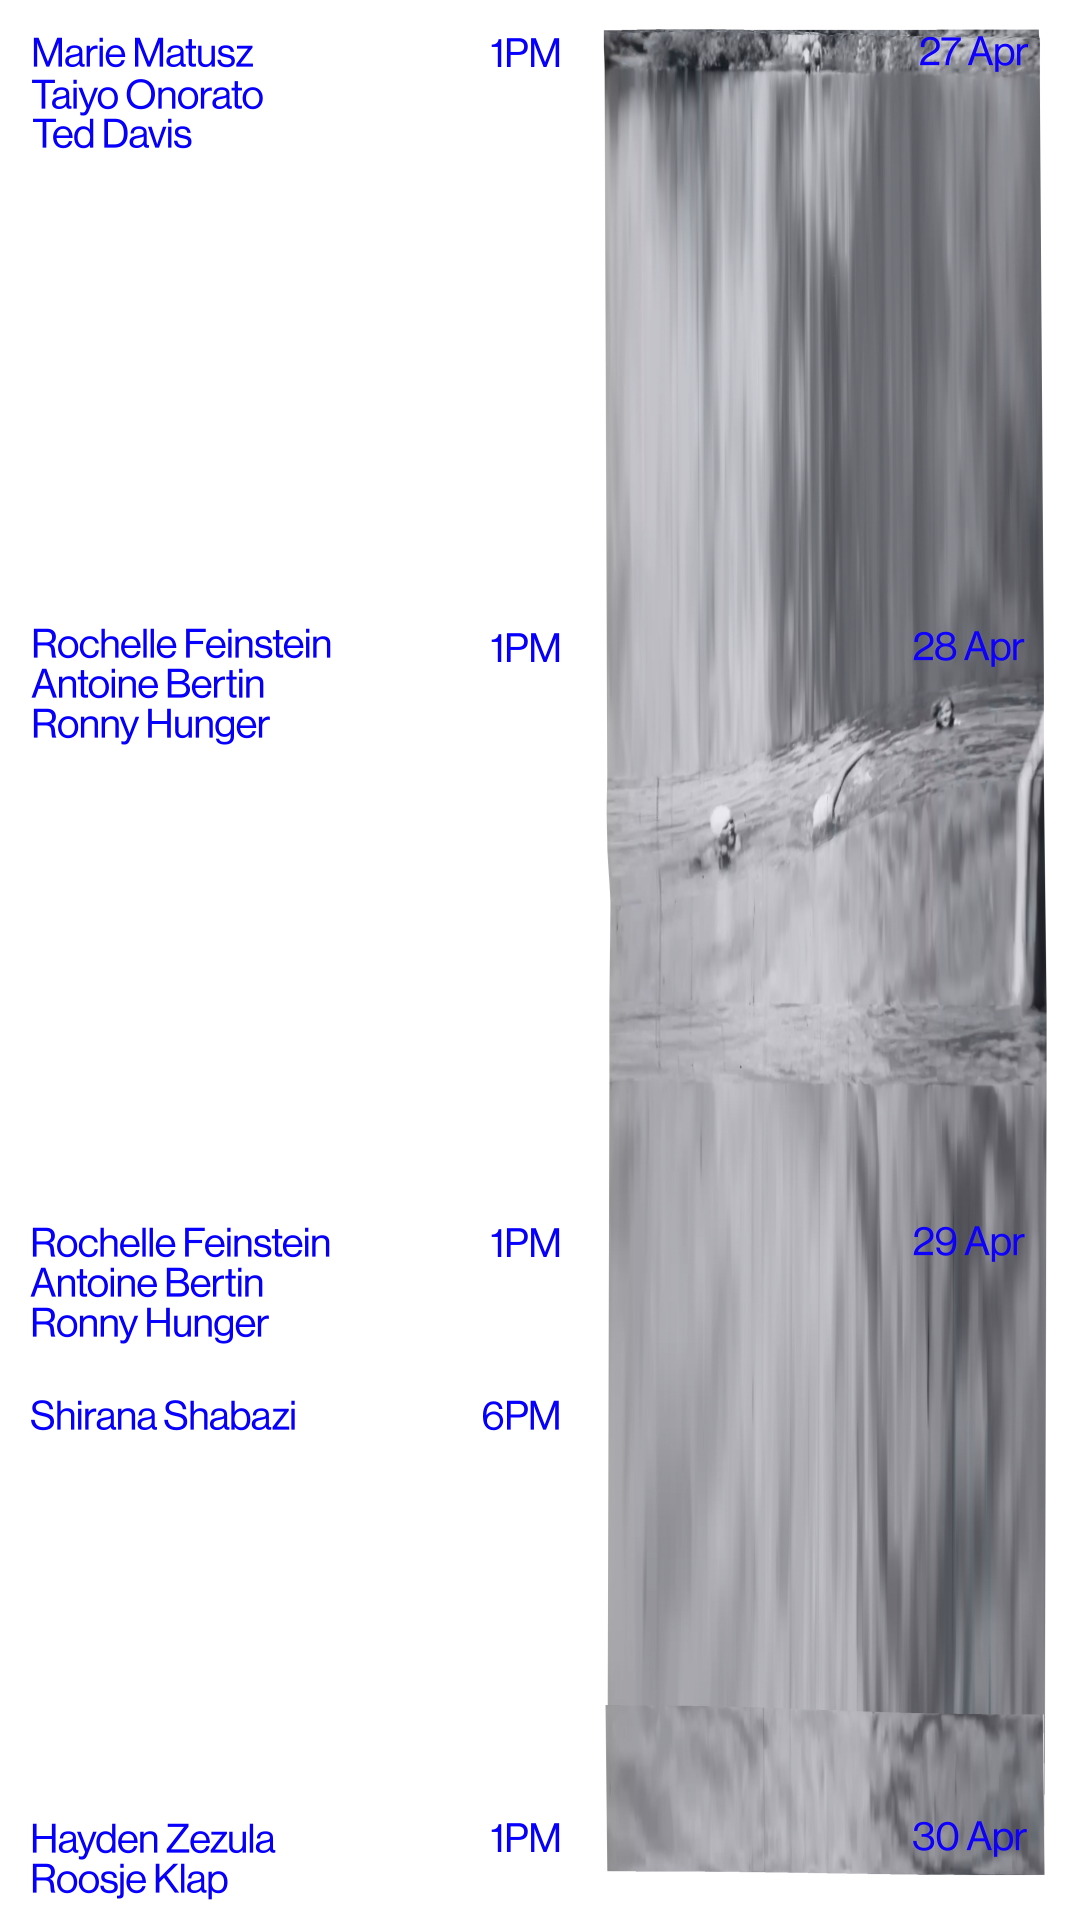 Marie Matusz 1PM 27 Apr
Taiyo Onorato
Ted Davis
Rochelle Feinstein 1PM 28 Apr
Antoine Bertin
Ronny Hunger
Rochelle Feinstein 1PM 29 Apr
Antoine Bertin
Ronny Hunger
Shirana Shabazi 6PM
Hayden Zezula 1PM 30 Apr
Roosje Klap